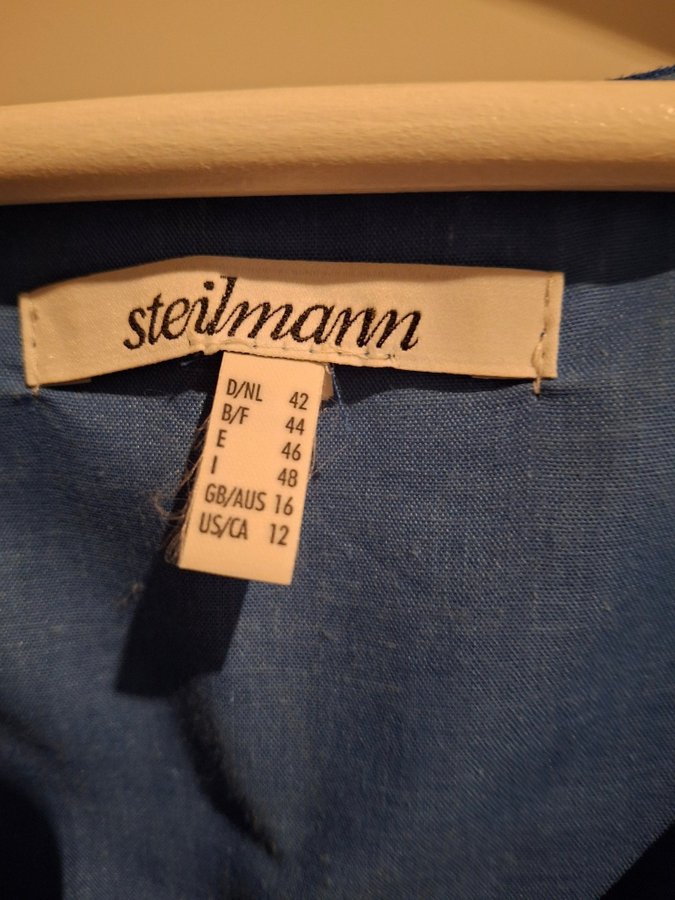 steilmann
D/NL 42
B/F 44
E 46
I 48
GB/AUS 16
US/CA 12